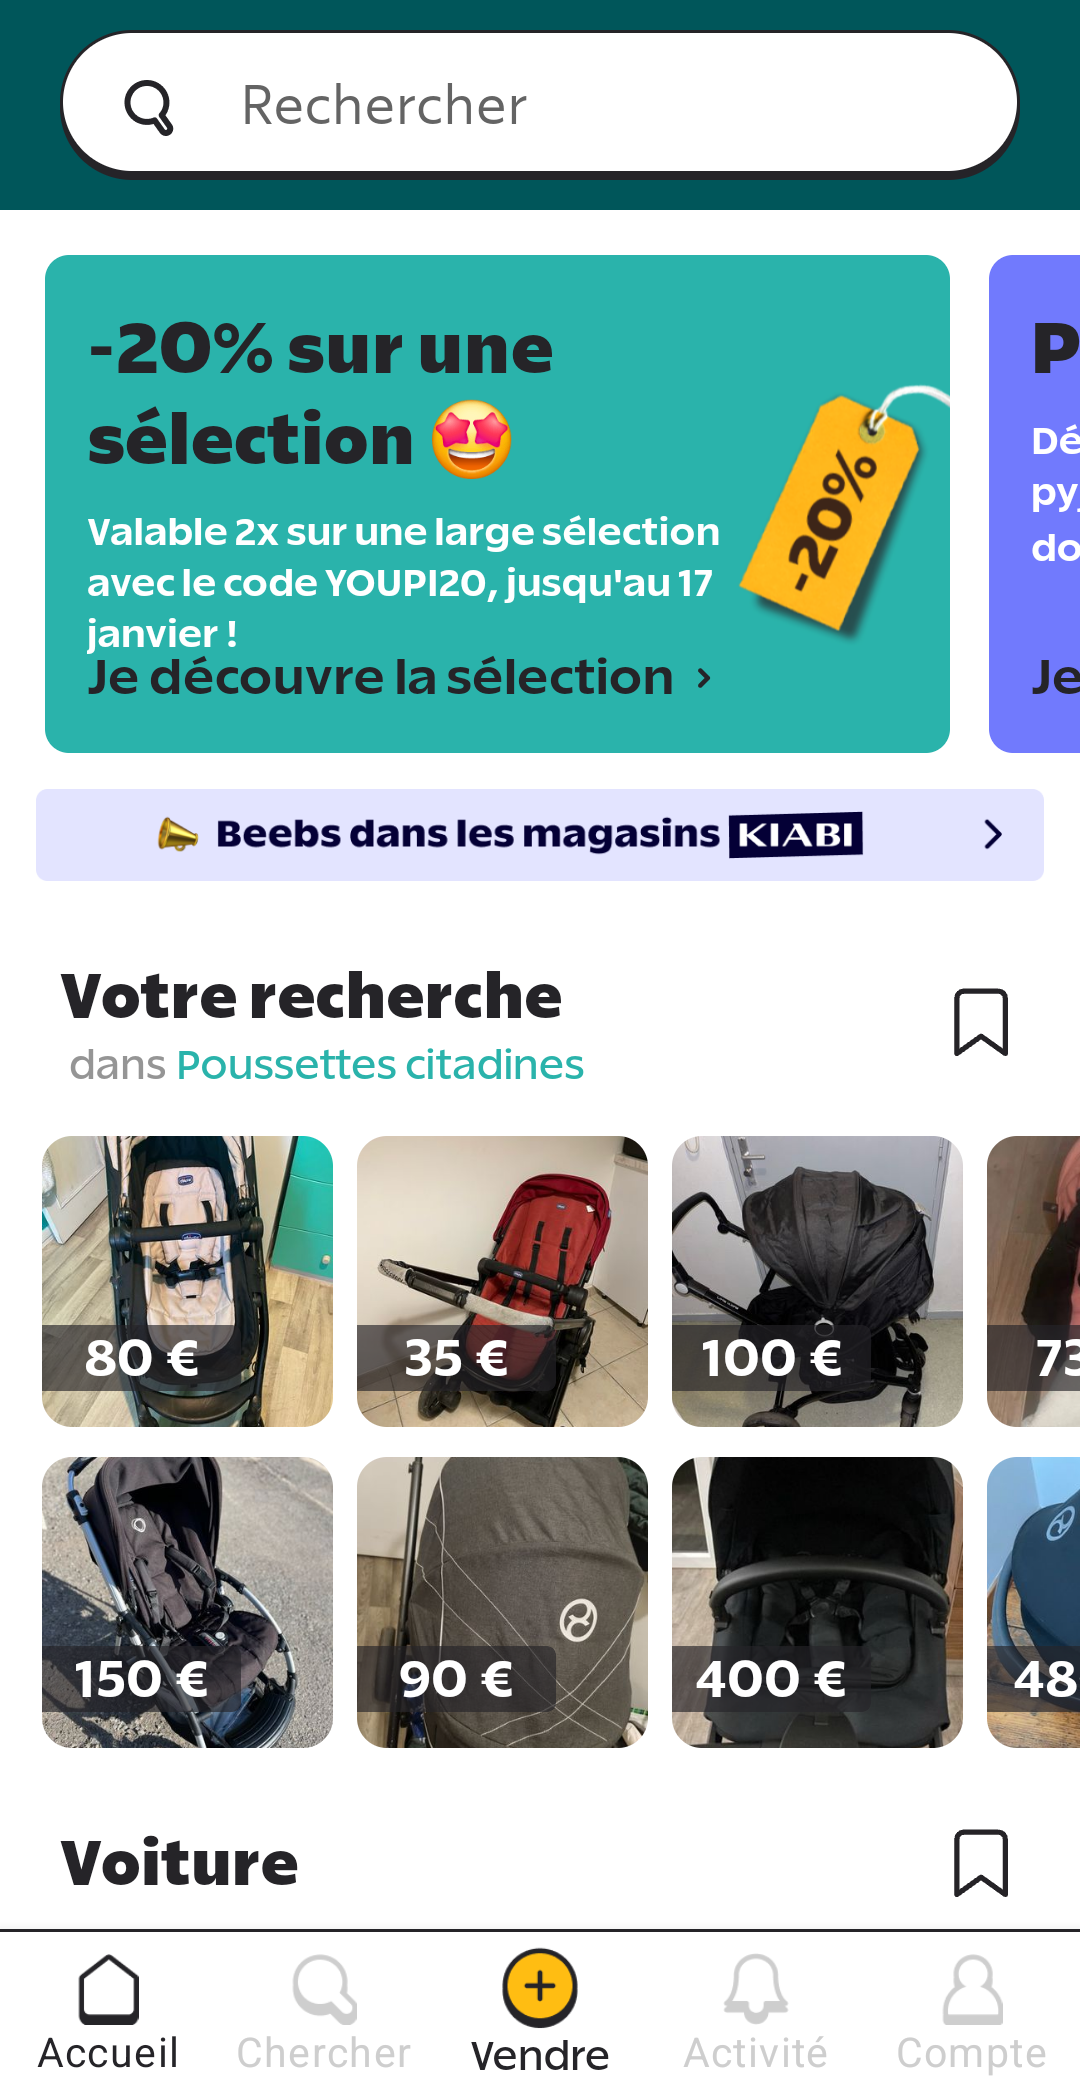 Rechercher
-20% sur une
sélection
Valable 2x sur une large sélection
avec le code YOUPI20, jusqu'au 17
janvier !
Je découvre la sélection
-20%
P
Dé
py
do
Je
Beebs dans les magasins KIABI
Votre recherche
dans Poussettes citadines
80 €
35 €
100 €
73
150 €
90 €
400 €
48
Voiture
Accueil
Chercher
Vendre
Activité
Compte